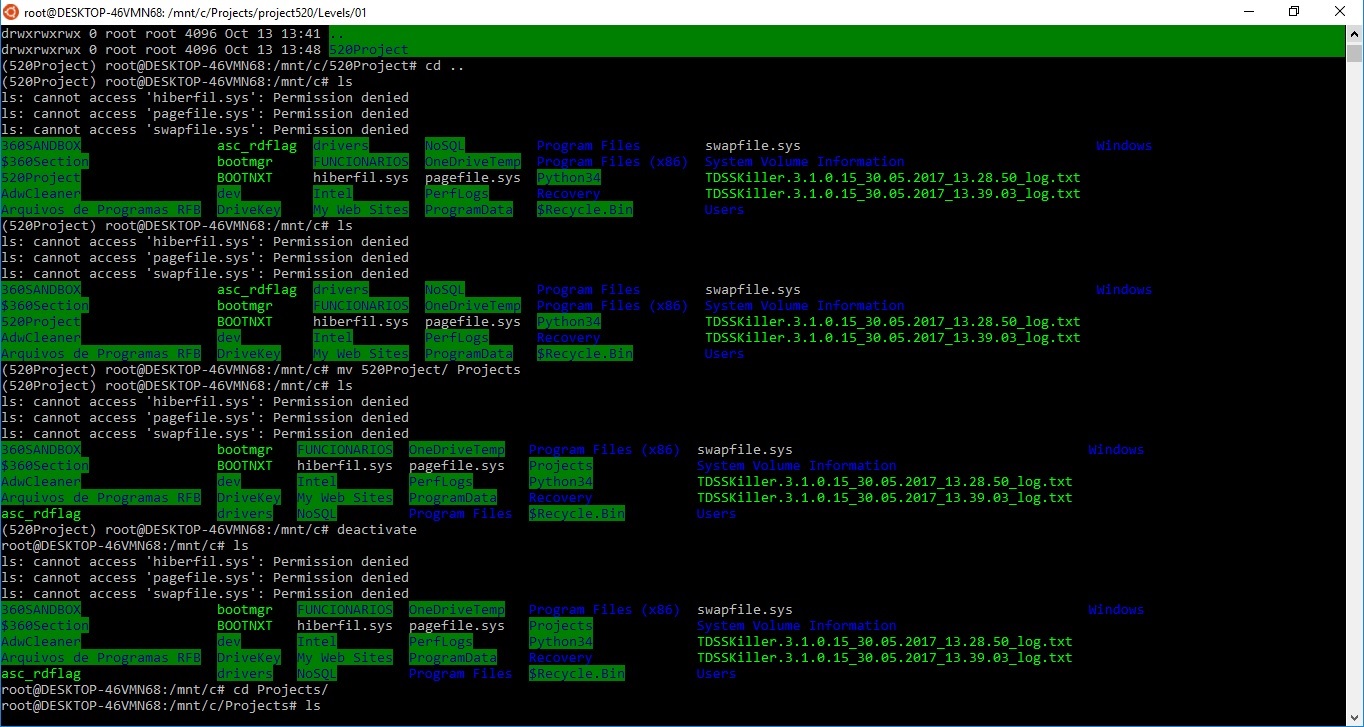 root@DESKTOP-46VMN68: /mnt/c/Projects/project520/Levels/01
drwxrwxrwx 0 root root 4096 Oct 13 13:41 ..
drwxrwxrwx 0 root root 4096 Oct 13 13:48 520Project
(520Project) root@DESKTOP-46VMN68:/mnt/c/520Project# cd ..
(520Project) root@DESKTOP-46VMN68:/mnt/c# ls
ls: cannot access 'hiberfil.sys': Permission denied
ls: cannot access 'pagefile.sys': Permission denied
ls: cannot access 'swapfile.sys': Permission denied
360SANDBOX asc_rdflag drivers NoSQL Program Files swapfile.sys Windows
$360Section bootmgr FUNCIONARIOS OneDriveTemp Program Files (x86) System Volume Information
520Project BOOTNXT hiberfil.sys pagefile.sys Python34 TDSSKiller.3.1.0.15_30.05.2017_13.28.50_log.txt
AdwCleaner dev Intel PerfLogs Recovery TDSSKiller.3.1.0.15_30.05.2017_13.39.03_log.txt
Arquivos de Programas RFB DriveKey My Web Sites ProgramData $Recycle.Bin Users
(520Project) root@DESKTOP-46VMN68:/mnt/c# ls
ls: cannot access 'hiberfil.sys': Permission denied
ls: cannot access 'pagefile.sys': Permission denied
ls: cannot access 'swapfile.sys': Permission denied
360SANDBOX asc_rdflag drivers NoSQL Program Files swapfile.sys Windows
$360Section bootmgr FUNCIONARIOS OneDriveTemp Program Files (x86) System Volume Information
520Project BOOTNXT hiberfil.sys pagefile.sys Python34 TDSSKiller.3.1.0.15_30.05.2017_13.28.50_log.txt
AdwCleaner dev Intel PerfLogs Recovery TDSSKiller.3.1.0.15_30.05.2017_13.39.03_log.txt
Arquivos de Programas RFB DriveKey My Web Sites ProgramData $Recycle.Bin Users
(520Project) root@DESKTOP-46VMN68:/mnt/c# mv 520Project/ Projects
(520Project) root@DESKTOP-46VMN68:/mnt/c# ls
ls: cannot access 'hiberfil.sys': Permission denied
ls: cannot access 'pagefile.sys': Permission denied
ls: cannot access 'swapfile.sys': Permission denied
360SANDBOX bootmgr FUNCIONARIOS OneDriveTemp Program Files (x86) swapfile.sys Windows
$360Section BOOTNXT hiberfil.sys pagefile.sys Projects System Volume Information
AdwCleaner dev Intel PerfLogs Python34 TDSSKiller.3.1.0.15_30.05.2017_13.28.50_log.txt
Arquivos de Programas RFB DriveKey My Web Sites ProgramData Recovery TDSSKiller.3.1.0.15_30.05.2017_13.39.03_log.txt
asc_rdflag drivers NoSQL Program Files $Recycle.Bin Users
(520Project) root@DESKTOP-46VMN68:/mnt/c# deactivate
root@DESKTOP-46VMN68:/mnt/c# ls
ls: cannot access 'hiberfil.sys': Permission denied
ls: cannot access 'pagefile.sys': Permission denied
ls: cannot access 'swapfile.sys': Permission denied
360SANDBOX bootmgr FUNCIONARIOS OneDriveTemp Program Files (x86) swapfile.sys Windows
$360Section BOOTNXT hiberfil.sys pagefile.sys Projects System Volume Information
AdwCleaner dev Intel PerfLogs Python34 TDSSKiller.3.1.0.15_30.05.2017_13.28.50_log.txt
Arquivos de Programas RFB DriveKey My Web Sites ProgramData Recovery TDSSKiller.3.1.0.15_30.05.2017_13.39.03_log.txt
asc_rdflag drivers NoSQL Program Files $Recycle.Bin Users
root@DESKTOP-46VMN68:/mnt/c# cd Projects/
root@DESKTOP-46VMN68:/mnt/c/Projects# ls